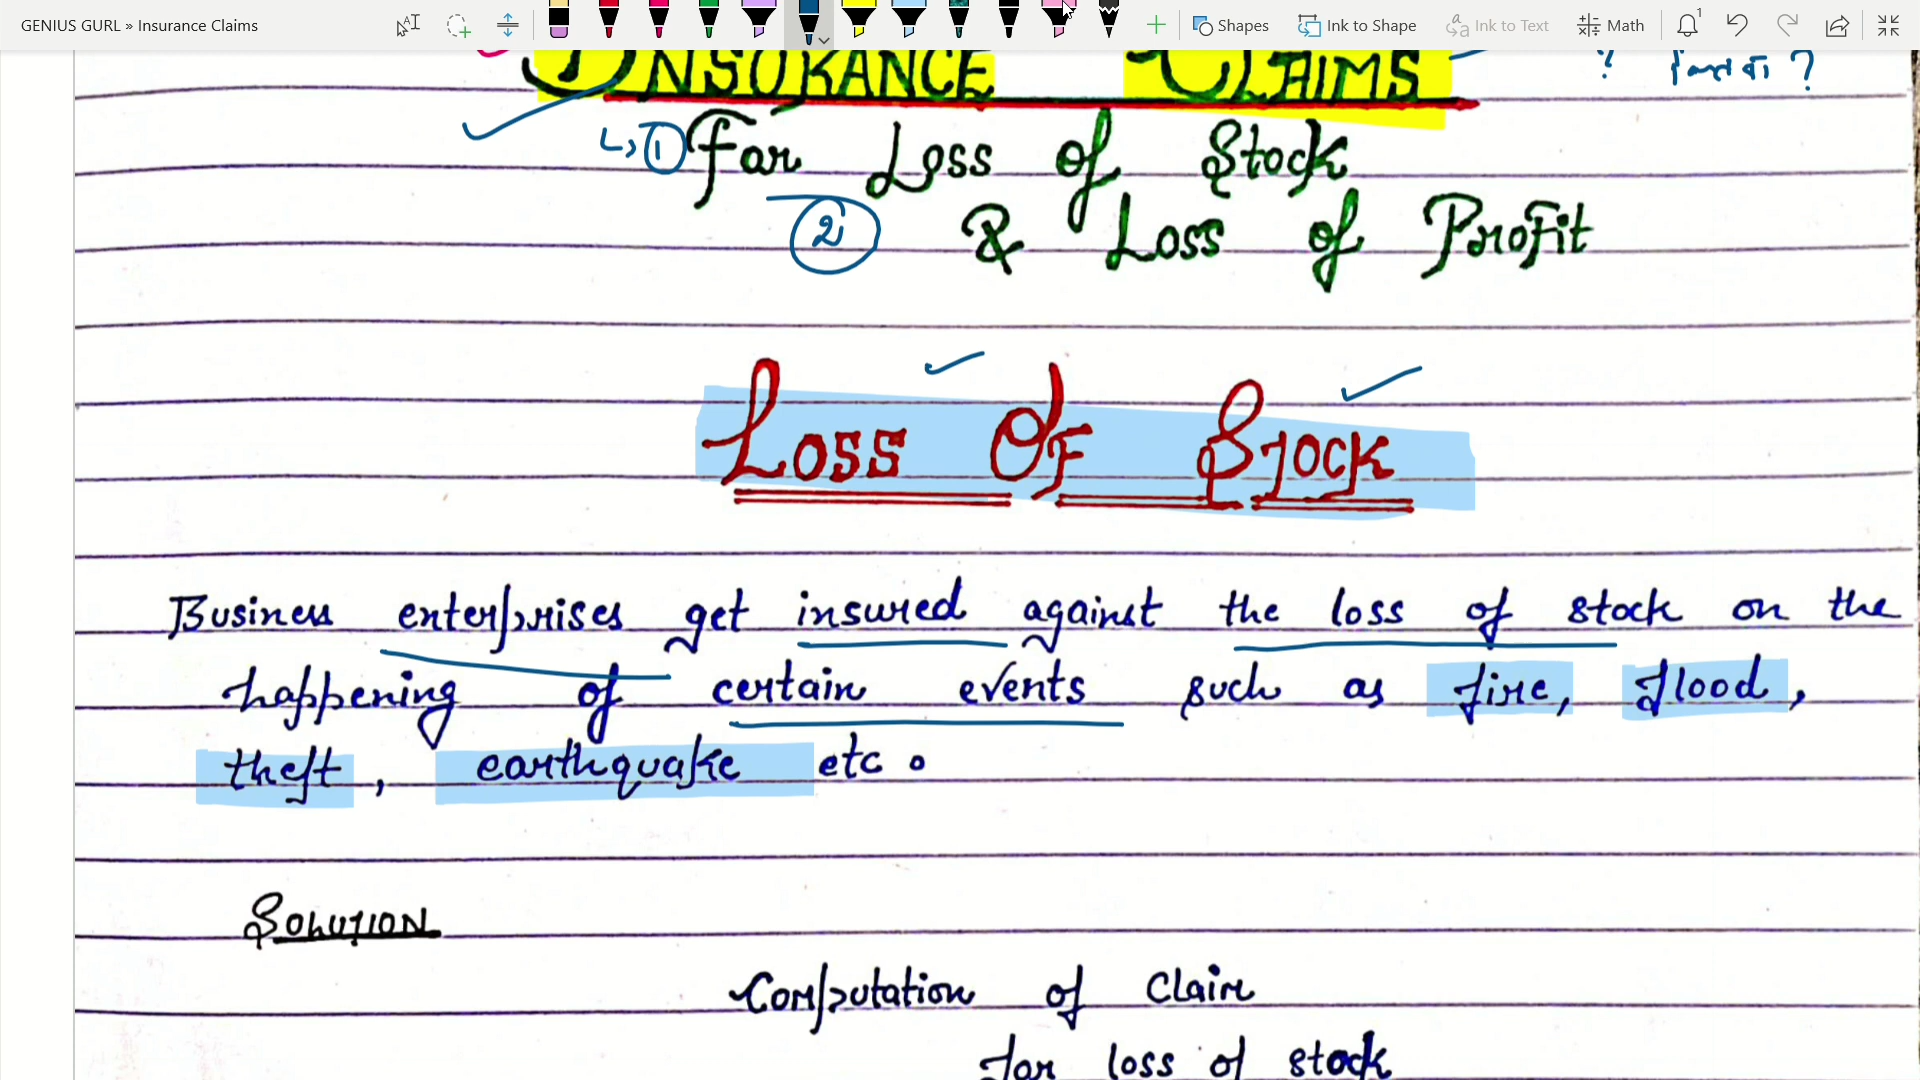 GENIUS GURL » Insurance Claims
Shapes
Ink to Shape
Ink to Text
Math
1
INSURANCE CLAIMS
? ?
① For Loss of Stock
② & Loss of Profit
Loss Of Stock
Business enterprises get insured against the loss of stock on the
happening of certain events such as fire, flood,
theft, earthquake etc.
SOLUTION
Computation of Claim
for loss of stock